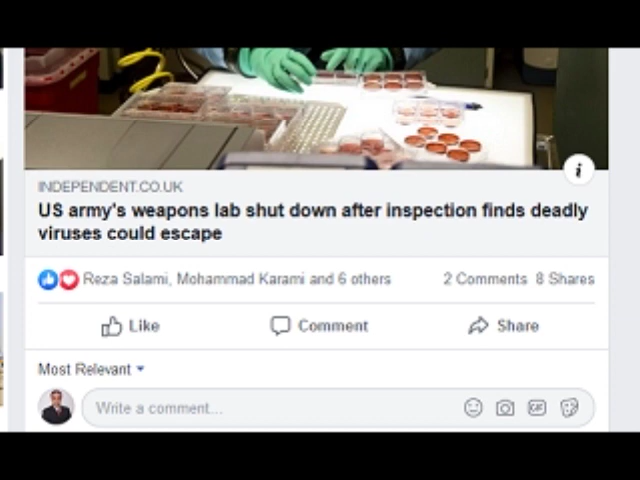 i
INDEPENDENT.CO.UK
US army's weapons lab shut down after inspection finds deadly
viruses could escape
Reza Salami, Mohammad Karami and 6 others 2 Comments 8 Shares
Like Comment Share
Most Relevant
Write a comment...
GIF